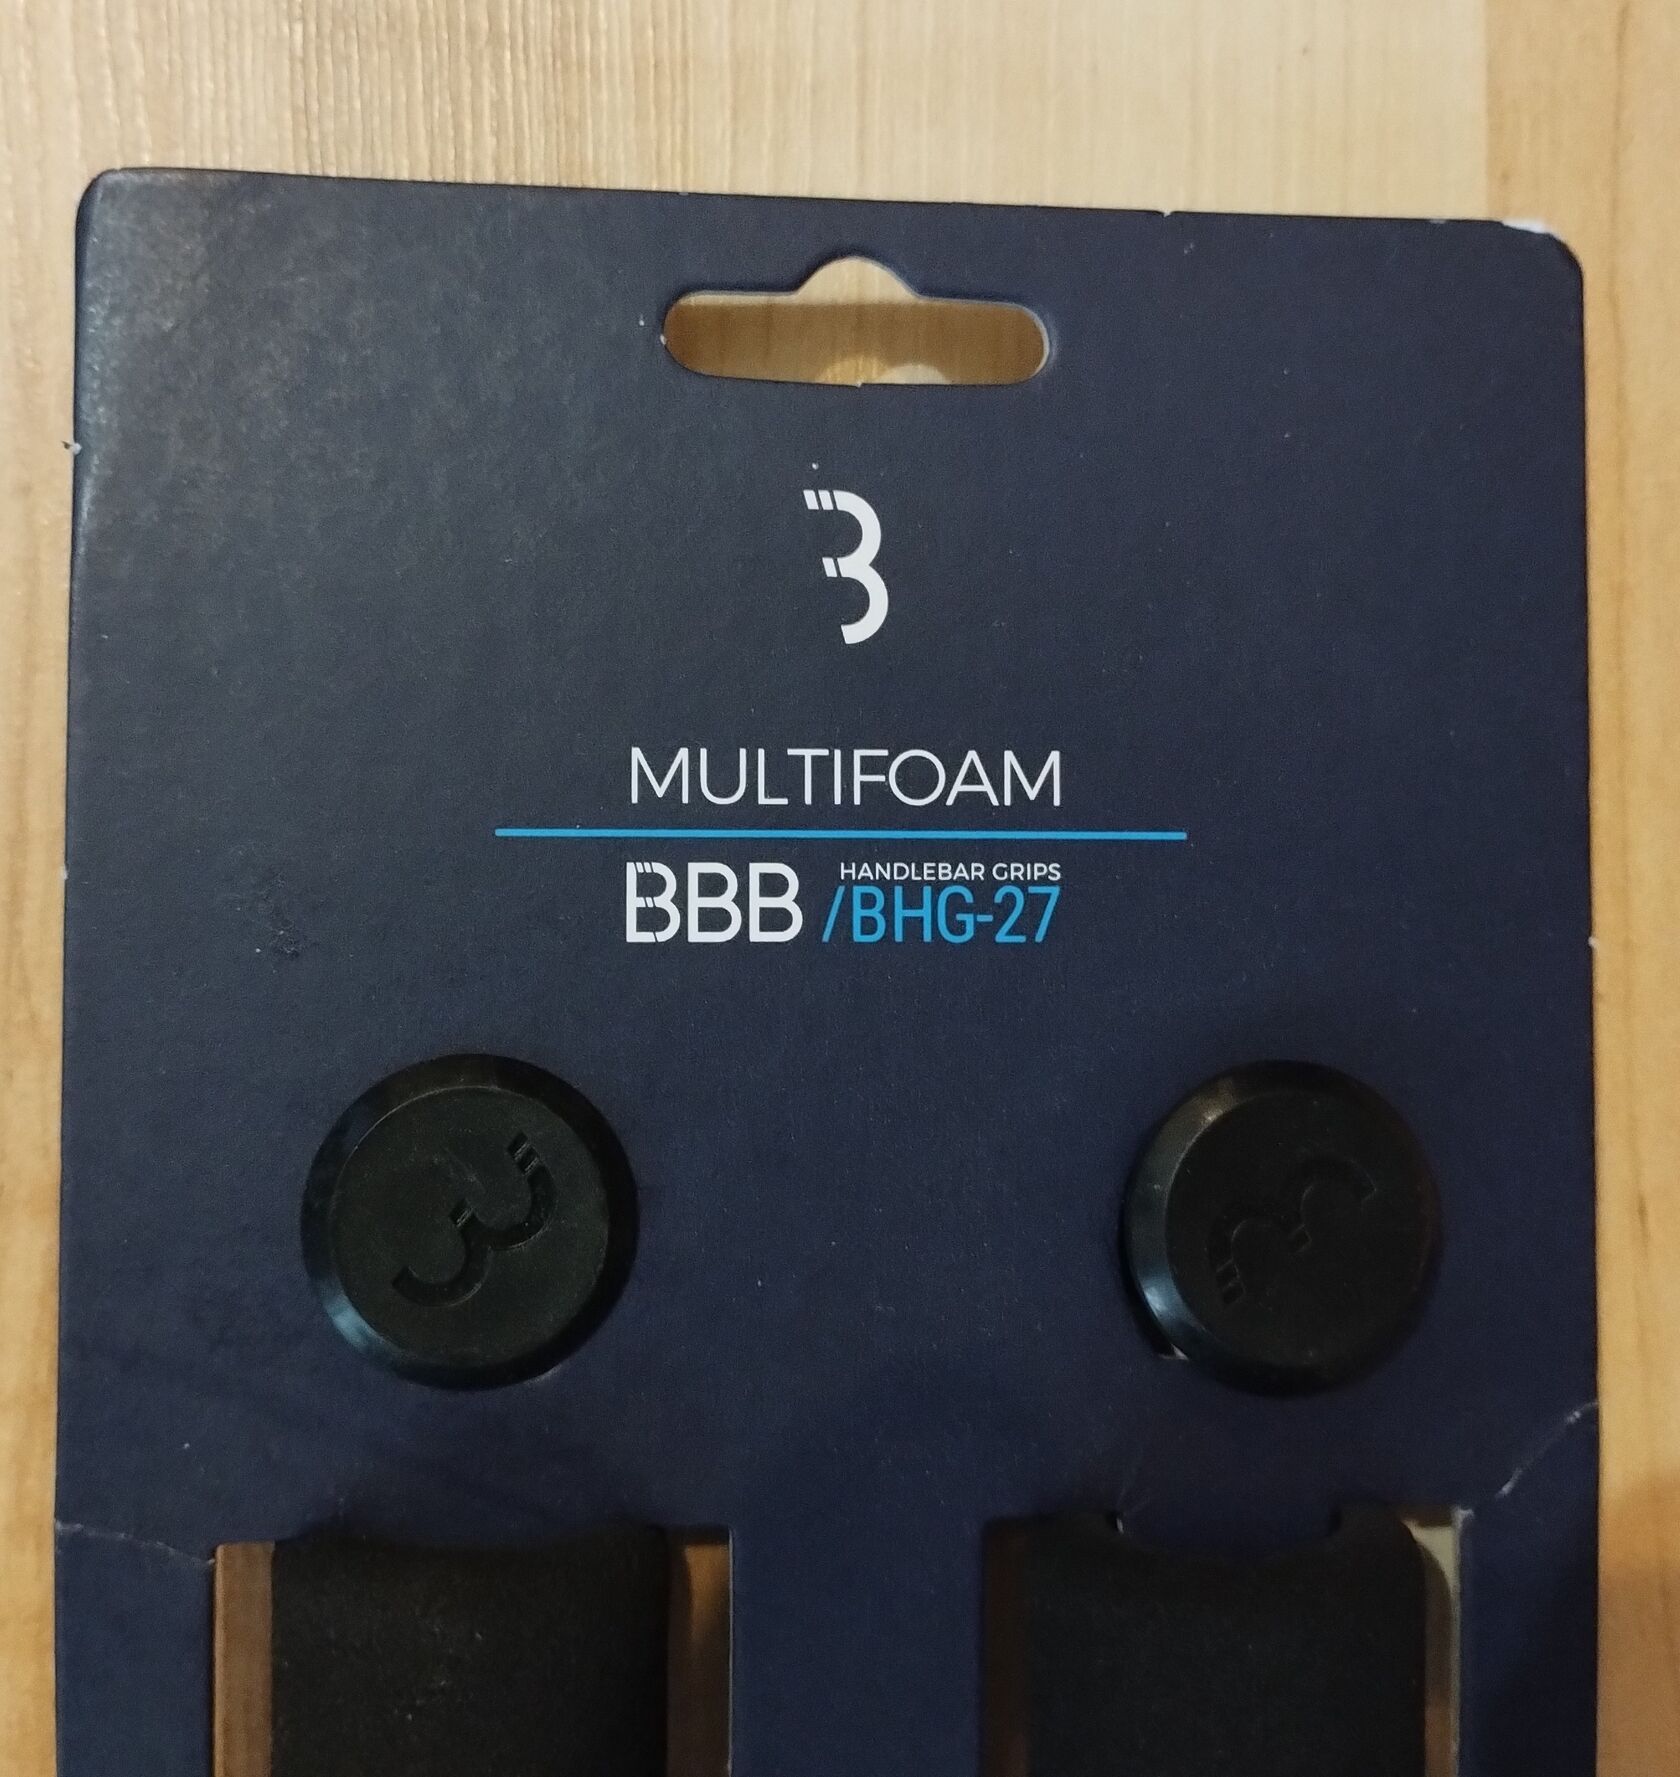 MULTIFOAM
BBB
HANDLEBAR GRIPS
/BHG-27